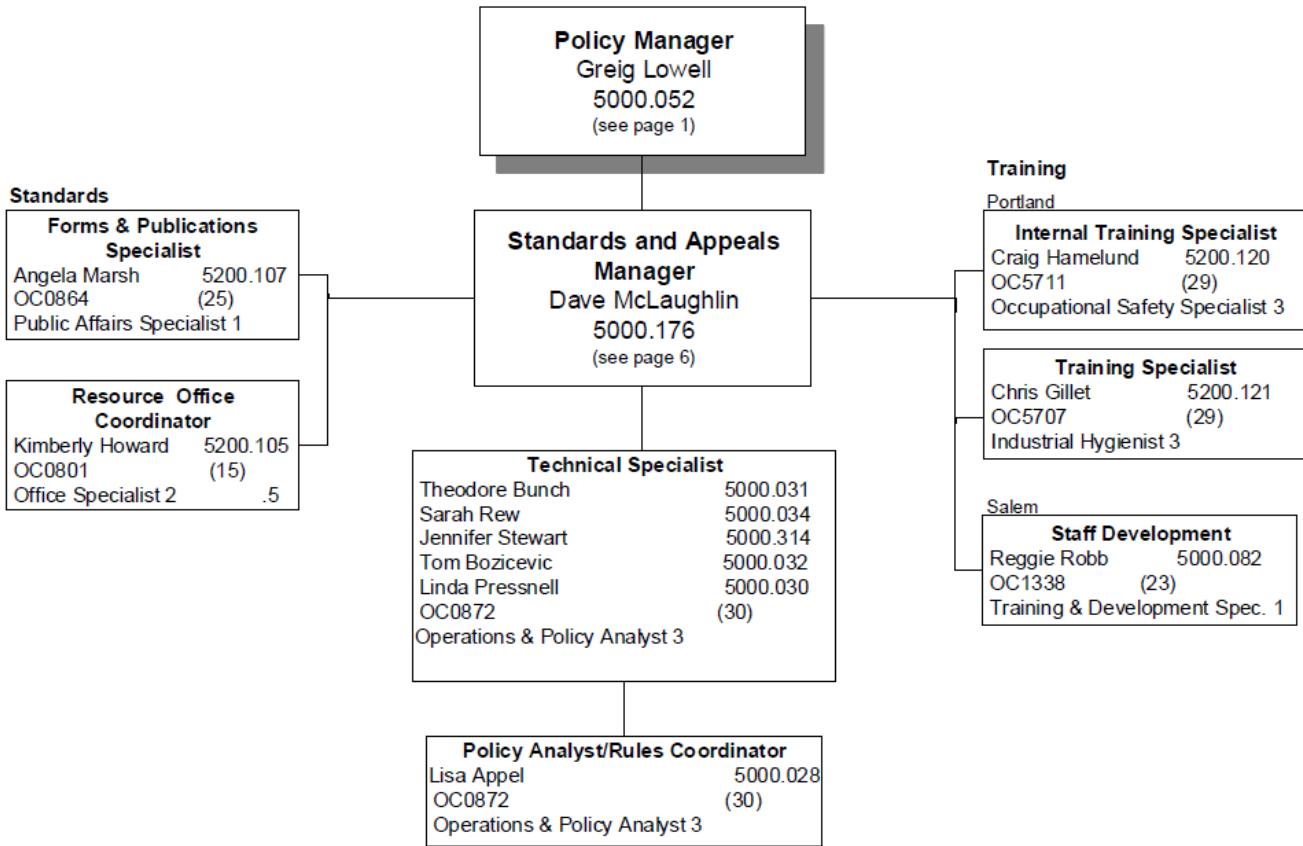 Policy Manager
Greig Lowell
5000.052
(see page 1)
Standards
Forms & Publications
Specialist
Angela Marsh 5200.107
OC0864 (25)
Public Affairs Specialist 1
Resource Office
Coordinator
Kimberly Howard 5200.105
OC0801 (15)
Office Specialist 2 .5
Standards and Appeals
Manager
Dave McLaughlin
5000.176
(see page 6)
Technical Specialist
Theodore Bunch 5000.031
Sarah Rew 5000.034
Jennifer Stewart 5000.314
Tom Bozicevic 5000.032
Linda Pressnell 5000.030
OC0872 (30)
Operations & Policy Analyst 3
Policy Analyst/Rules Coordinator
Lisa Appel 5000.028
OC0872 (30)
Operations & Policy Analyst 3
Training
Portland
Internal Training Specialist
Craig Hamelund 5200.120
OC5711 (29)
Occupational Safety Specialist 3
Training Specialist
Chris Gillet 5200.121
OC5707 (29)
Industrial Hygienist 3
Salem
Staff Development
Reggie Robb 5000.082
OC1338 (23)
Training & Development Spec. 1